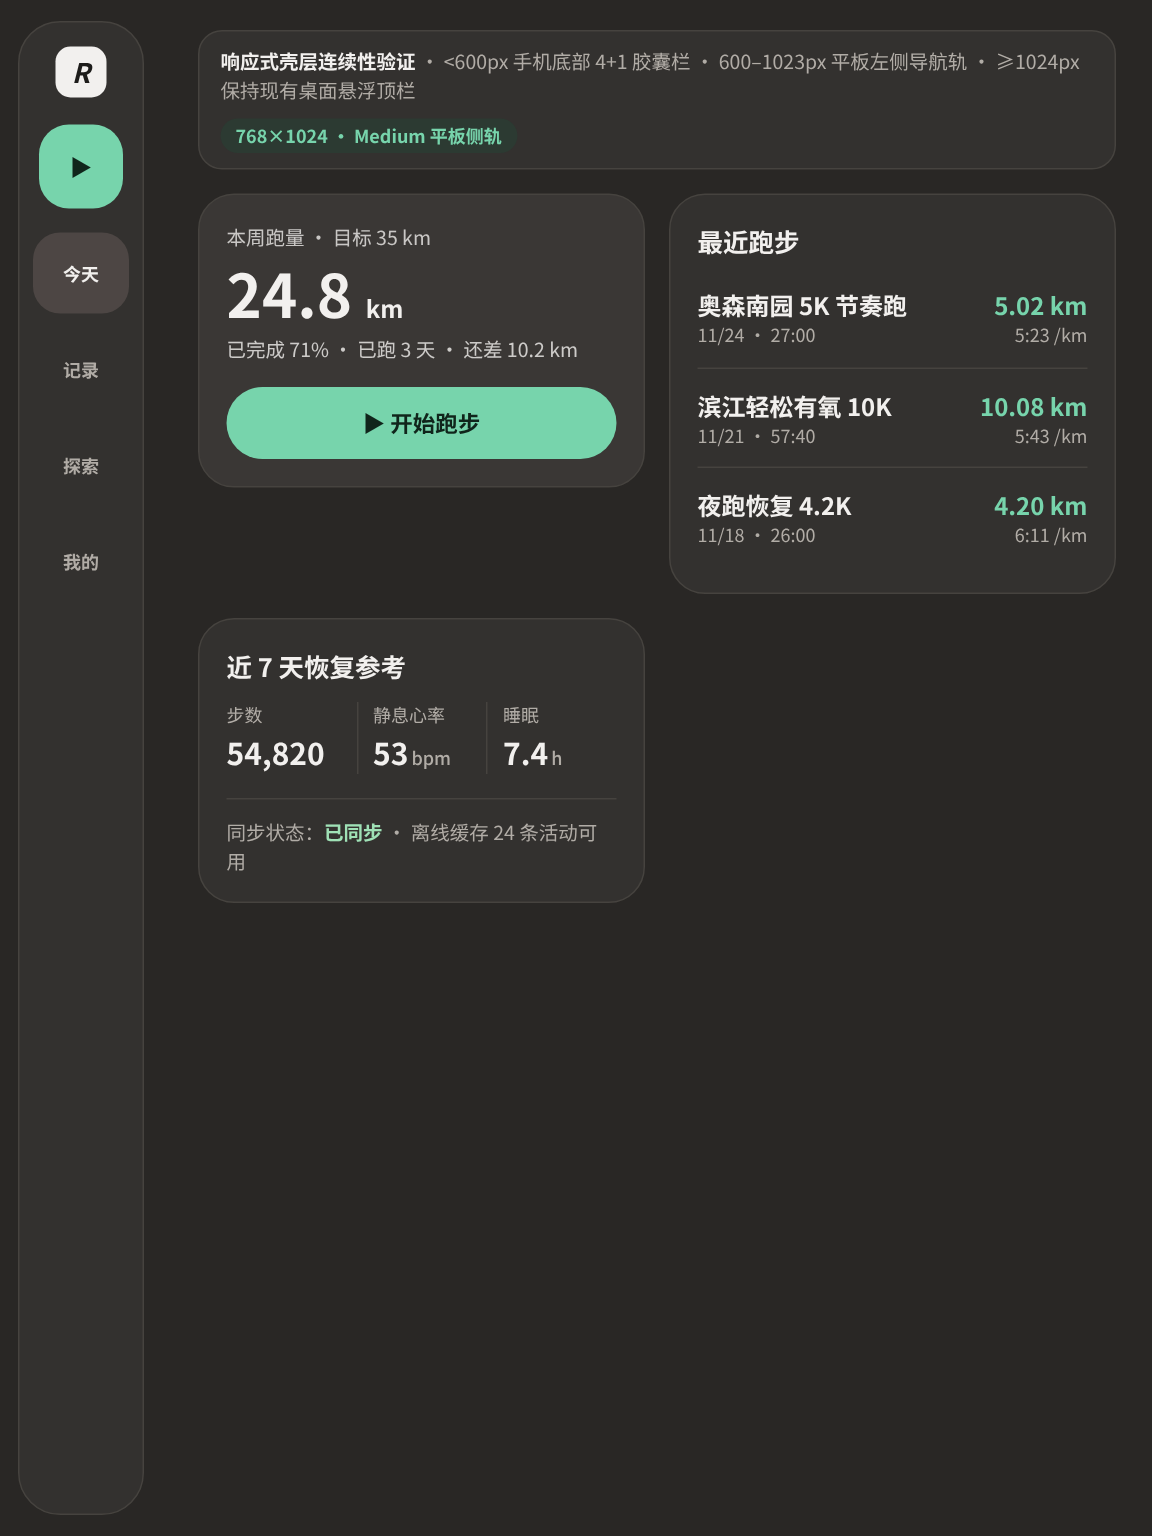 R
▶
今天
记录
探索
我的
响应式壳层连续性验证 · <600px 手机底部 4+1 胶囊栏 · 600–1023px 平板左侧导航轨 · ≥1024px
保持现有桌面悬浮顶栏
768×1024 · Medium 平板侧轨
本周跑量 · 目标 35 km
24.8 km
已完成 71% · 已跑 3 天 · 还差 10.2 km
▶ 开始跑步
最近跑步
奥森南园 5K 节奏跑 5.02 km
11/24 · 27:00 5:23 /km
滨江轻松有氧 10K 10.08 km
11/21 · 57:40 5:43 /km
夜跑恢复 4.2K 4.20 km
11/18 · 26:00 6:11 /km
近 7 天恢复参考
步数 静息心率 睡眠
54,820 53 bpm 7.4 h
同步状态：已同步 · 离线缓存 24 条活动可
用